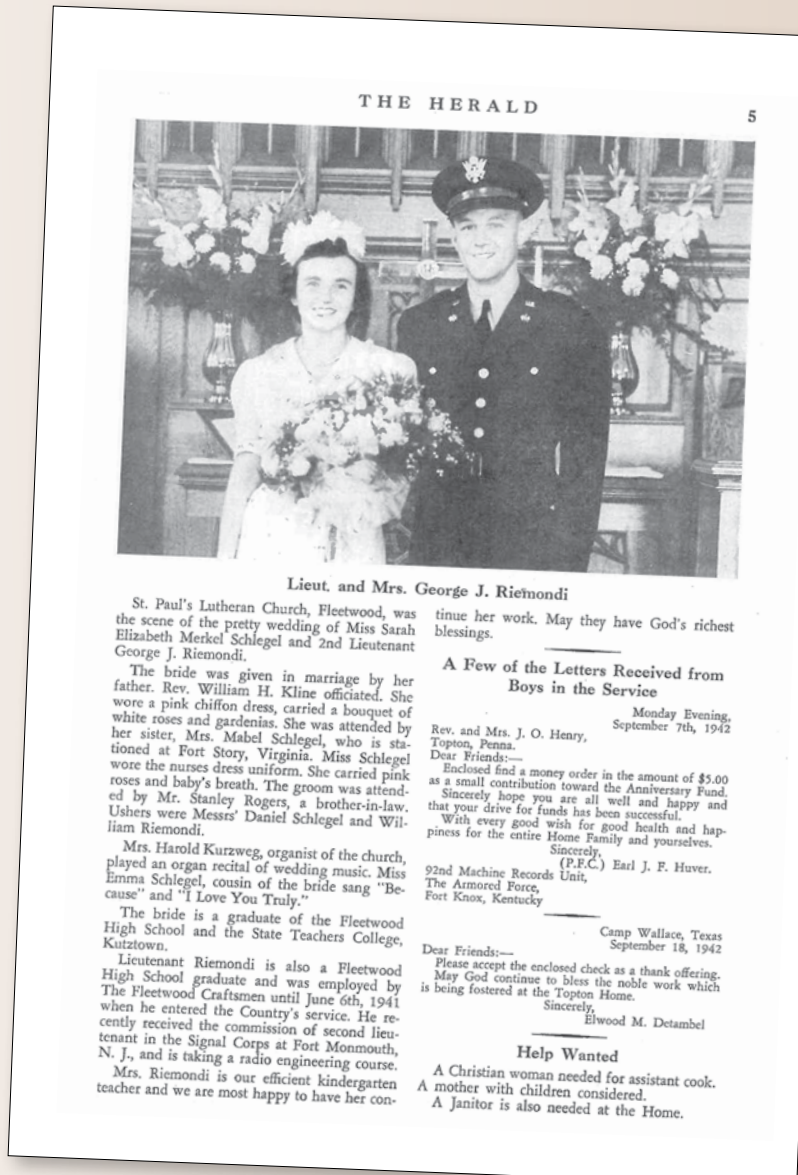 THE HERALD
5
Lieut. and Mrs. George J. Riemondi
St. Paul's Lutheran Church, Fleetwood, was
the scene of the pretty wedding of Miss Sarah
Elizabeth Merkel Schlegel and 2nd Lieutenant
George J. Riemondi.
The bride was given in marriage by her
father. Rev. William H. Kline officiated. She
wore a pink chiffon dress, carried a bouquet of
white roses and gardenias. She was attended by
her sister, Mrs. Mabel Schlegel, who is sta-
tioned at Fort Story, Virginia. Miss Schlegel
wore the nurses dress uniform. She carried pink
roses and baby's breath. The groom was attend-
ed by Mr. Stanley Rogers, a brother-in-law.
Ushers were Messrs' Daniel Schlegel and Wil-
liam Riemondi.
Mrs. Harold Kurzweg, organist of the church,
played an organ recital of wedding music. Miss
Emma Schlegel, cousin of the bride sang "Be-
cause" and "I Love You Truly."
The bride is a graduate of the Fleetwood
High School and the State Teachers College,
Kutztown.
Lieutenant Riemondi is also a Fleetwood
High School graduate and was employed by
The Fleetwood Craftsmen until June 6th, 1941
when he entered the Country's service. He re-
cently received the commission of second lieu-
tenant in the Signal Corps at Fort Monmouth,
N. J., and is taking a radio engineering course.
Mrs. Riemondi is our efficient kindergarten
teacher and we are most happy to have her con-
tinue her work. May they have God's richest
blessings.
A Few of the Letters Received from
Boys in the Service
Monday Evening,
September 7th, 1942
Rev. and Mrs. J. O. Henry,
Topton, Penna.
Dear Friends:—
Enclosed find a money order in the amount of $5.00
as a small contribution toward the Anniversary Fund.
Sincerely hope you are all well and happy and
that your drive for funds has been successful.
With every good wish for good health and hap-
piness for the entire Home Family and yourselves.
Sincerely,
(P.F.C.) Earl J. F. Huver.
92nd Machine Records Unit,
The Armored Force,
Fort Knox, Kentucky
Camp Wallace, Texas
September 18, 1942
Dear Friends:—
Please accept the enclosed check as a thank offering.
May God continue to bless the noble work which
is being fostered at the Topton Home.
Sincerely,
Elwood M. Detambel
Help Wanted
A Christian woman needed for assistant cook.
A mother with children considered.
A Janitor is also needed at the Home.